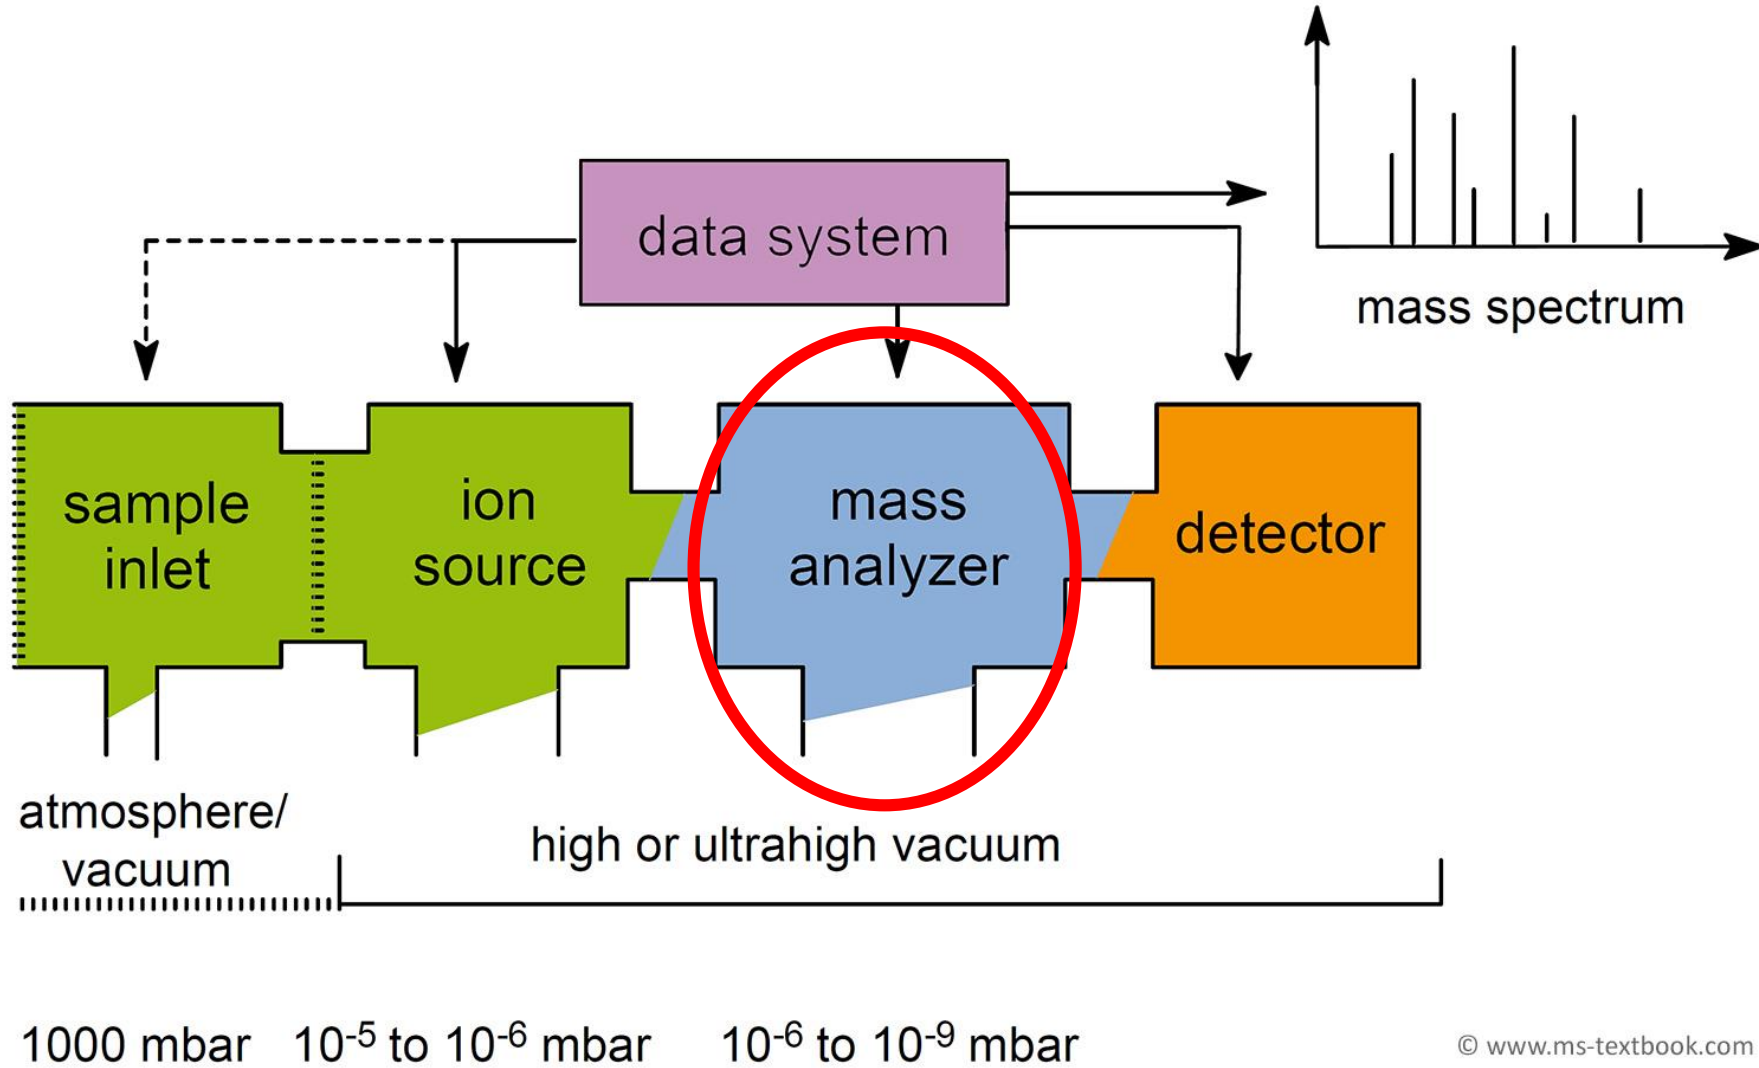 data system
mass spectrum
sample
inlet
ion
source
mass
analyzer
detector
atmosphere/
vacuum
high or ultrahigh vacuum
1000 mbar
10⁻⁵ to 10⁻⁶ mbar
10⁻⁶ to 10⁻⁹ mbar
© www.ms-textbook.com